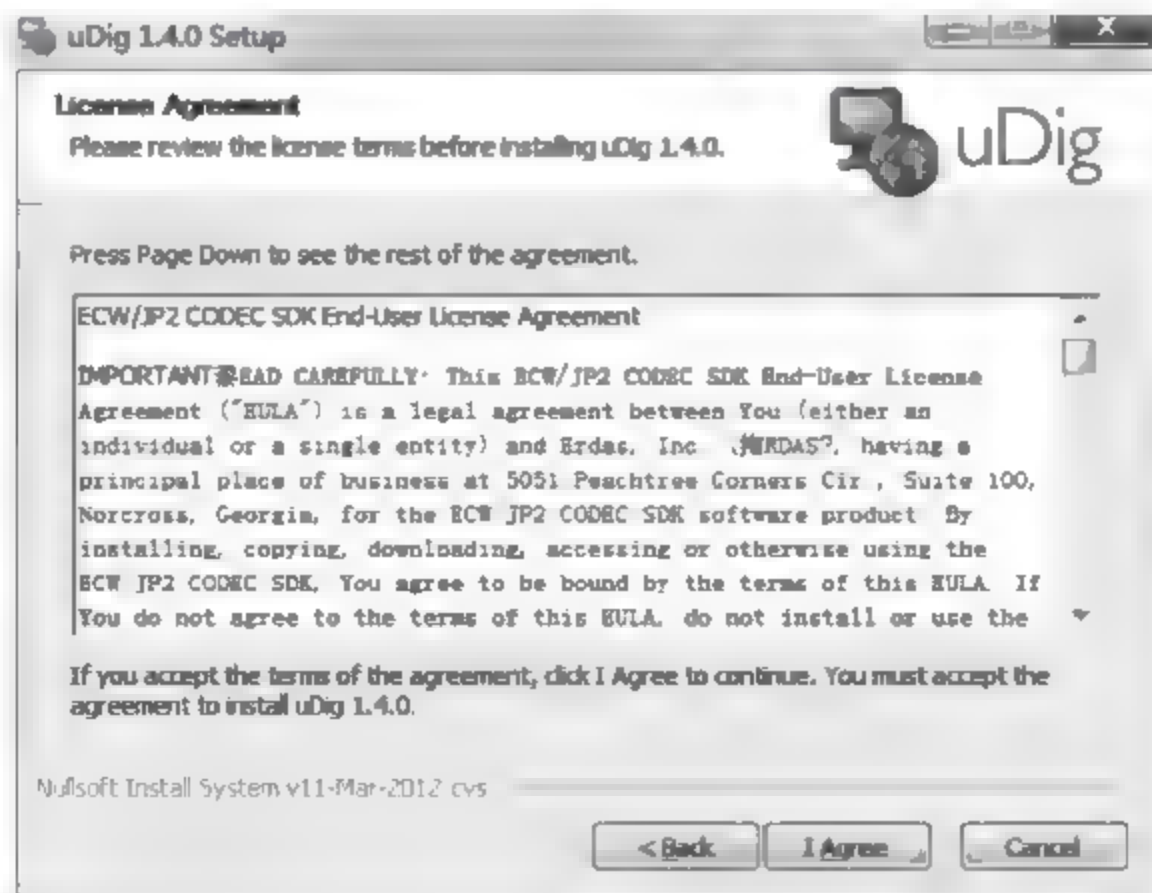 uDig 1.4.0 Setup
License Agreement
Please review the license terms before installing uDig 1.4.0.
uDig
Press Page Down to see the rest of the agreement.
ECW/JP2 CODEC SDK End-User License Agreement
IMPORTANT READ CAREFULLY: This ECW/JP2 CODEC SDK End-User License
Agreement ("EULA") is a legal agreement between You (either an
individual or a single entity) and Erdas, Inc. ERDAS?, having a
principal place of business at 5051 Peachtree Corners Cir., Suite 100,
Norcross, Georgia, for the ECW JP2 CODEC SDK software product. By
installing, copying, downloading, accessing or otherwise using the
ECW JP2 CODEC SDK, You agree to be bound by the terms of this EULA. If
You do not agree to the terms of this EULA, do not install or use the
If you accept the terms of the agreement, click I Agree to continue. You must accept the
agreement to install uDig 1.4.0.
Nullsoft Install System v11-Mar-2012.cvs
< Back
I Agree
Cancel